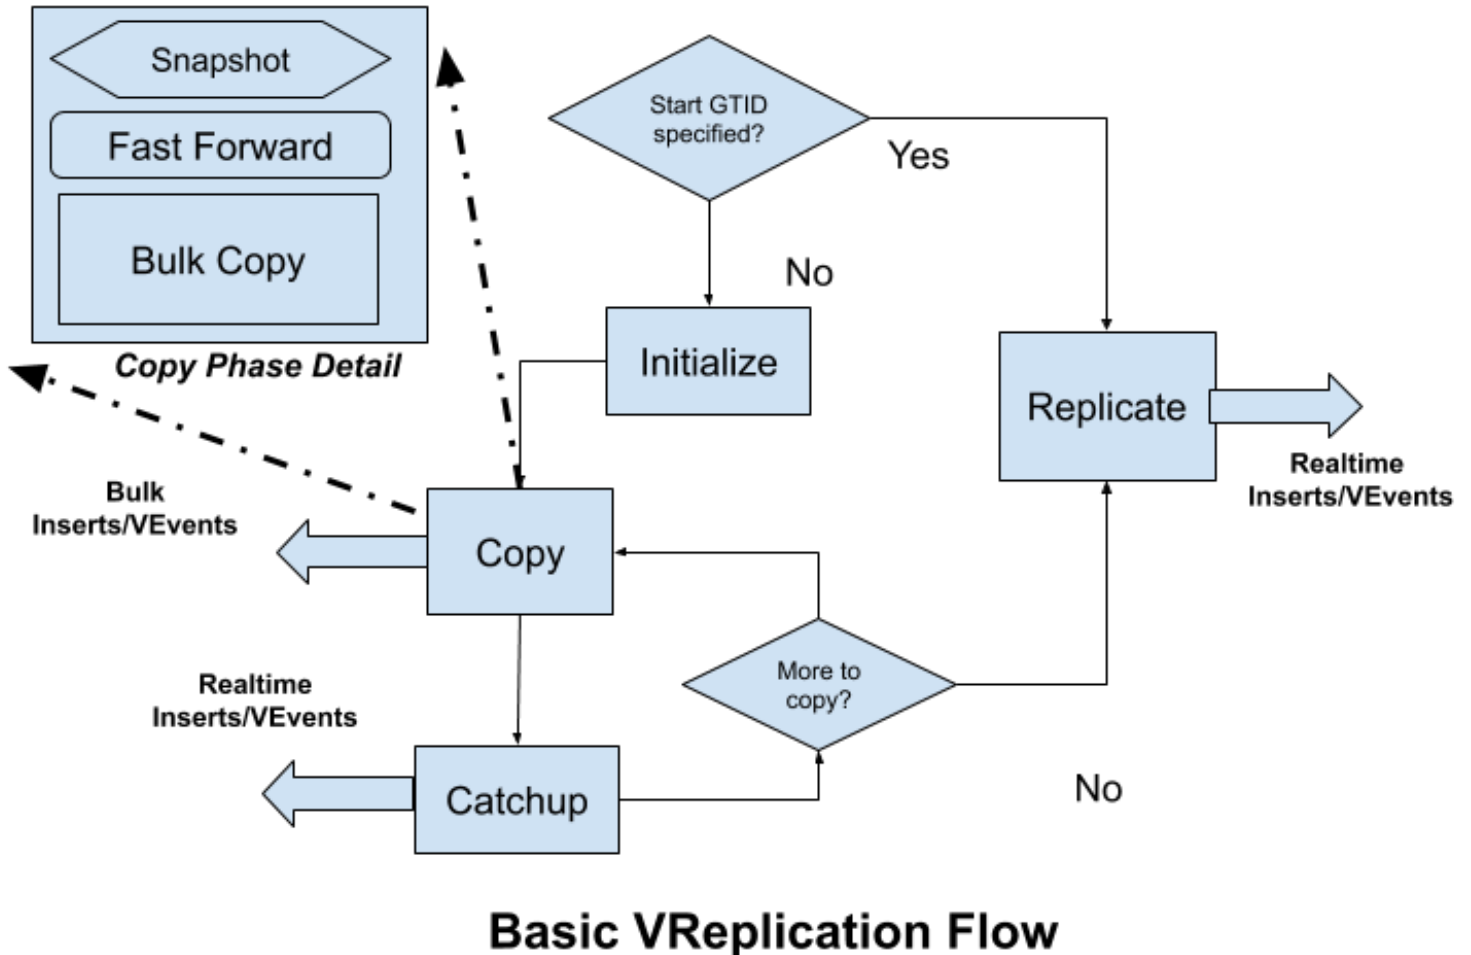 Snapshot
Fast Forward
Bulk Copy
Copy Phase Detail
Start GTID
specified?
Yes
No
Initialize
Replicate
Realtime
Inserts/VEvents
Bulk
Inserts/VEvents
Copy
More to
copy?
Realtime
Inserts/VEvents
Catchup
No
Basic VReplication Flow